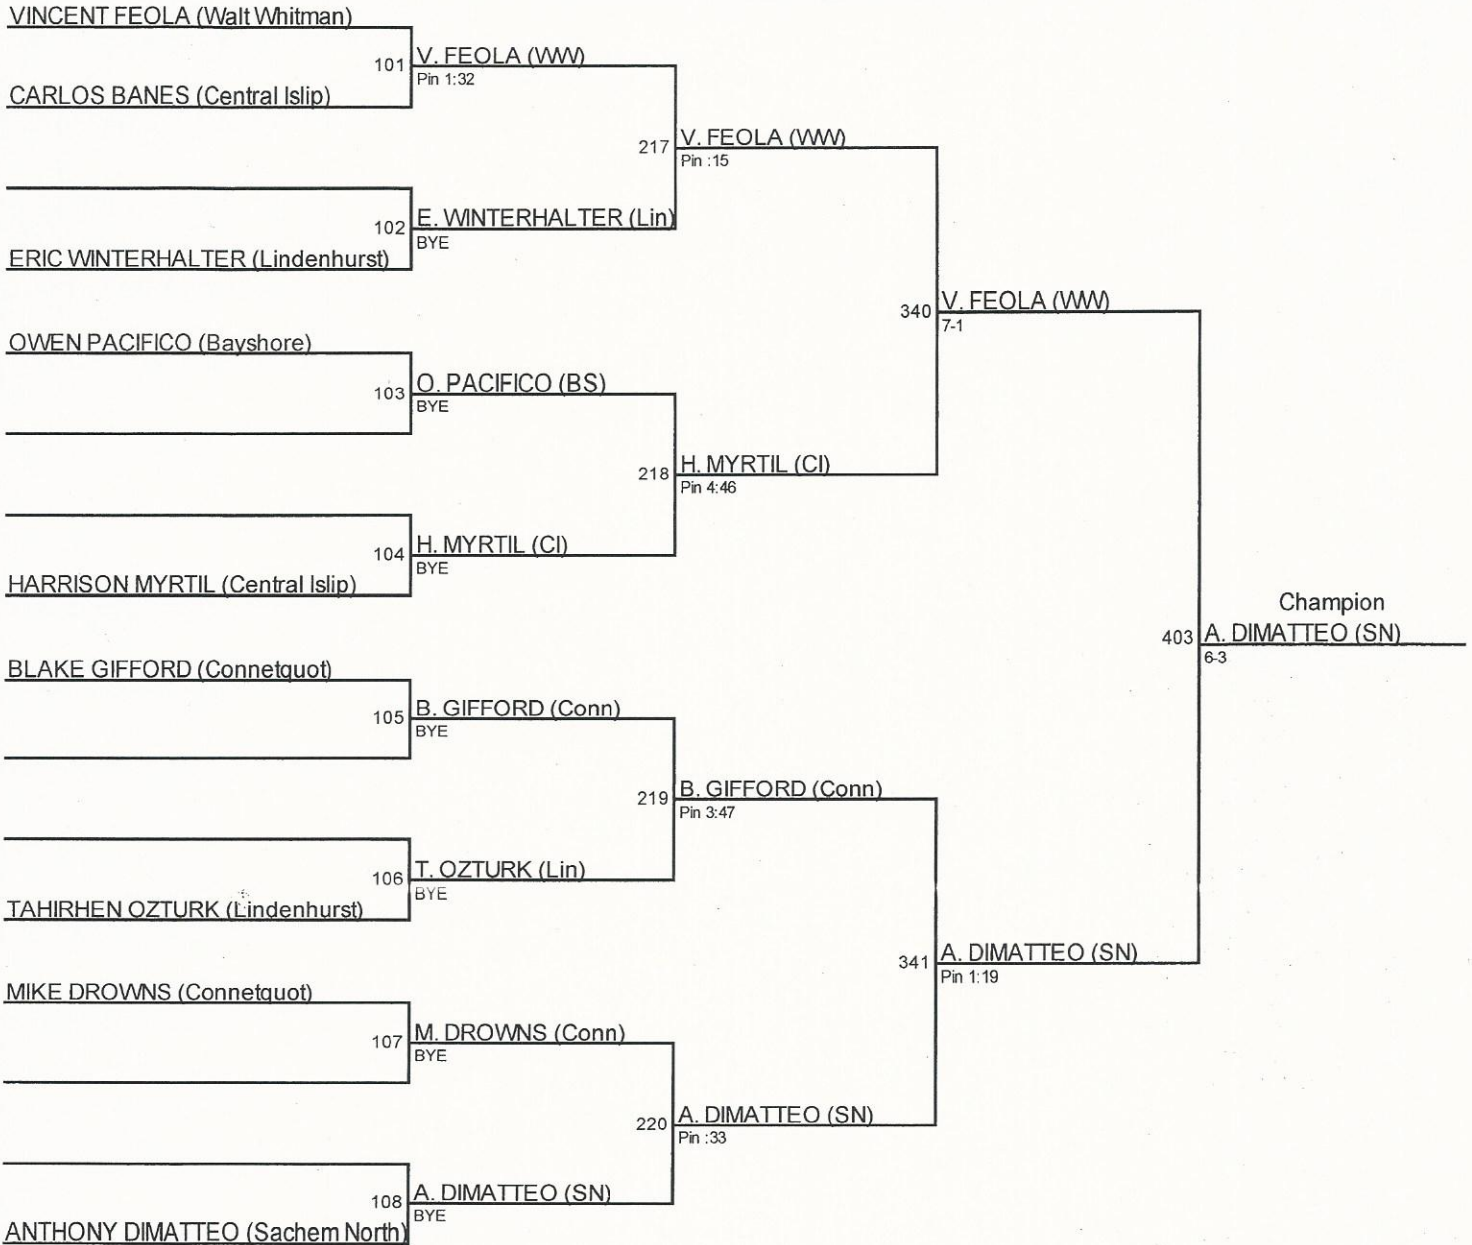 VINCENT FEOLA (Walt Whitman)
101
V. FEOLA (WW)
Pin 1:32
CARLOS BANES (Central Islip)
217
V. FEOLA (WW)
Pin :15
102
E. WINTERHALTER (Lin)
BYE
ERIC WINTERHALTER (Lindenhurst)
340
V. FEOLA (WW)
7-1
OWEN PACIFICO (Bayshore)
103
O. PACIFICO (BS)
BYE
218
H. MYRTIL (CI)
Pin 4:46
104
H. MYRTIL (CI)
BYE
HARRISON MYRTIL (Central Islip)
Champion
403
A. DIMATTEO (SN)
6-3
BLAKE GIFFORD (Connetquot)
105
B. GIFFORD (Conn)
BYE
219
B. GIFFORD (Conn)
Pin 3:47
106
T. OZTURK (Lin)
BYE
TAHIRHEN OZTURK (Lindenhurst)
341
A. DIMATTEO (SN)
Pin 1:19
MIKE DROWNS (Connetquot)
107
M. DROWNS (Conn)
BYE
220
A. DIMATTEO (SN)
Pin :33
108
A. DIMATTEO (SN)
BYE
ANTHONY DIMATTEO (Sachem North)